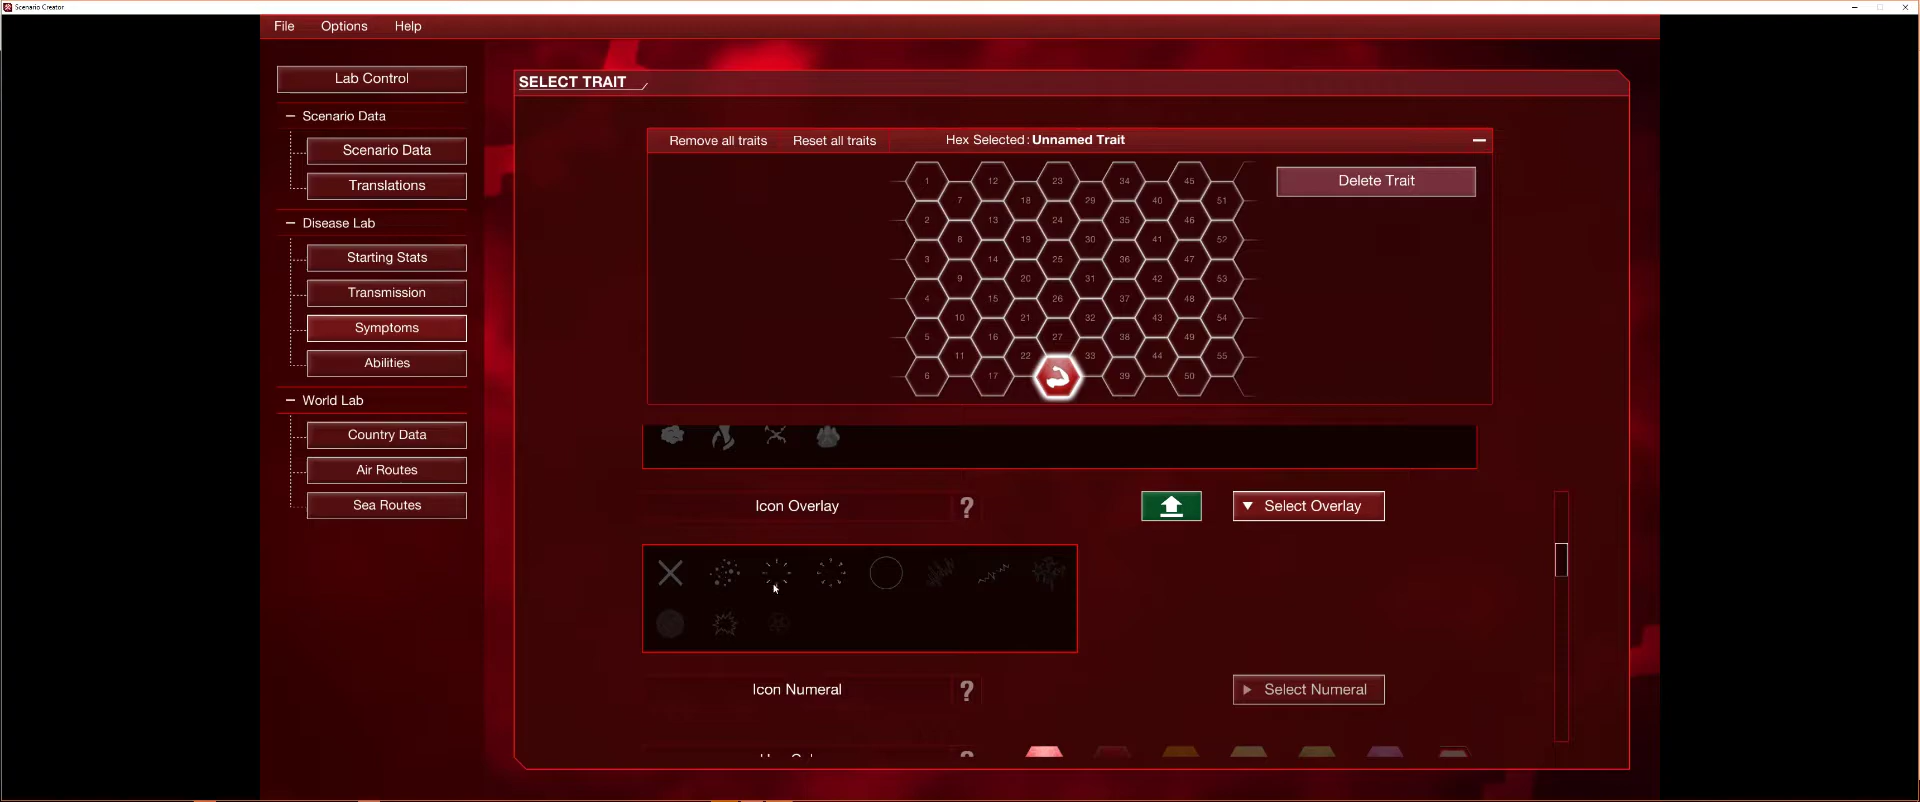 Scenario Creator
File Options Help
Lab Control
Scenario Data
Scenario Data
Translations
Disease Lab
Starting Stats
Transmission
Symptoms
Abilities
World Lab
Country Data
Air Routes
Sea Routes
SELECT TRAIT
Remove all traits Reset all traits Hex Selected: Unnamed Trait
Delete Trait
1 12 23 34 45
7 18 29 40 51
2 13 24 35 46
8 19 30 41 52
3 14 25 36 47
9 20 31 42 53
4 15 26 37 48
10 21 32 43 54
5 16 27 38 49
11 22 33 44 55
6 17 39 50
Icon Overlay ? Select Overlay
Icon Numeral ? Select Numeral